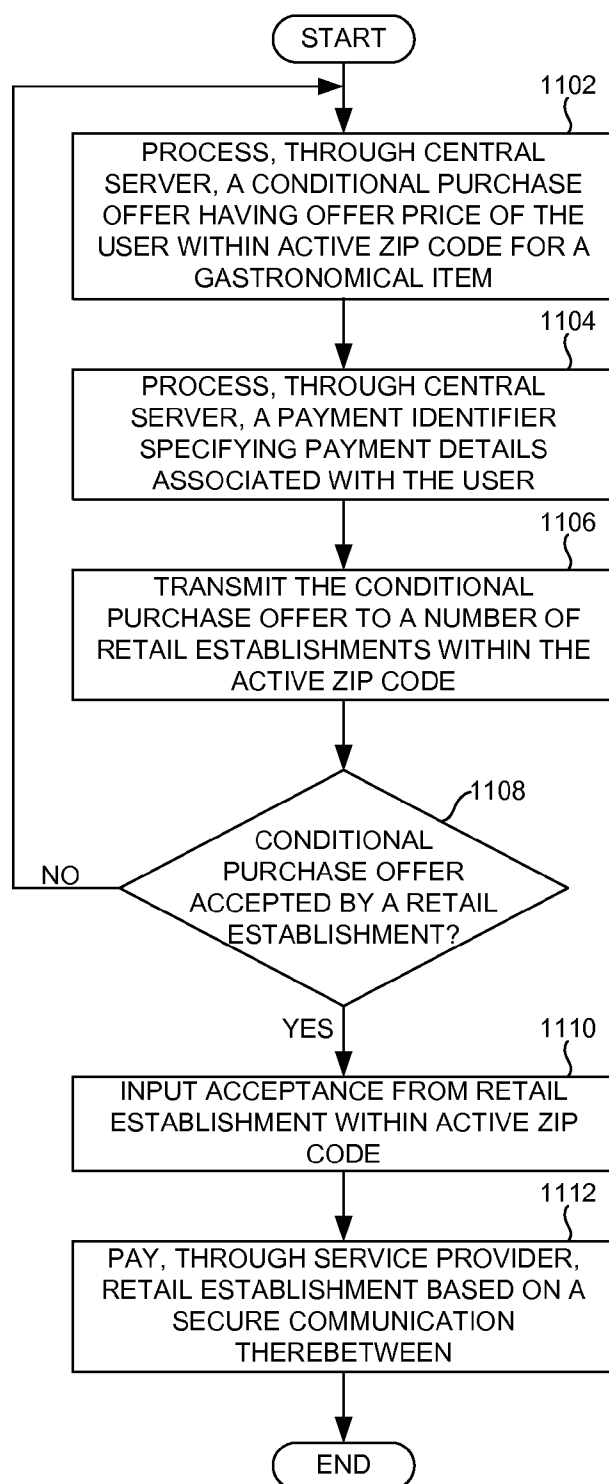 START
1102
PROCESS, THROUGH CENTRAL
SERVER, A CONDITIONAL PURCHASE
OFFER HAVING OFFER PRICE OF THE
USER WITHIN ACTIVE ZIP CODE FOR A
GASTRONOMICAL ITEM
1104
PROCESS, THROUGH CENTRAL
SERVER, A PAYMENT IDENTIFIER
SPECIFYING PAYMENT DETAILS
ASSOCIATED WITH THE USER
1106
TRANSMIT THE CONDITIONAL
PURCHASE OFFER TO A NUMBER OF
RETAIL ESTABLISHMENTS WITHIN THE
ACTIVE ZIP CODE
1108
CONDITIONAL
PURCHASE OFFER
ACCEPTED BY A RETAIL
ESTABLISHMENT?
NO
YES
1110
INPUT ACCEPTANCE FROM RETAIL
ESTABLISHMENT WITHIN ACTIVE ZIP
CODE
1112
PAY, THROUGH SERVICE PROVIDER,
RETAIL ESTABLISHMENT BASED ON A
SECURE COMMUNICATION
THEREBETWEEN
END